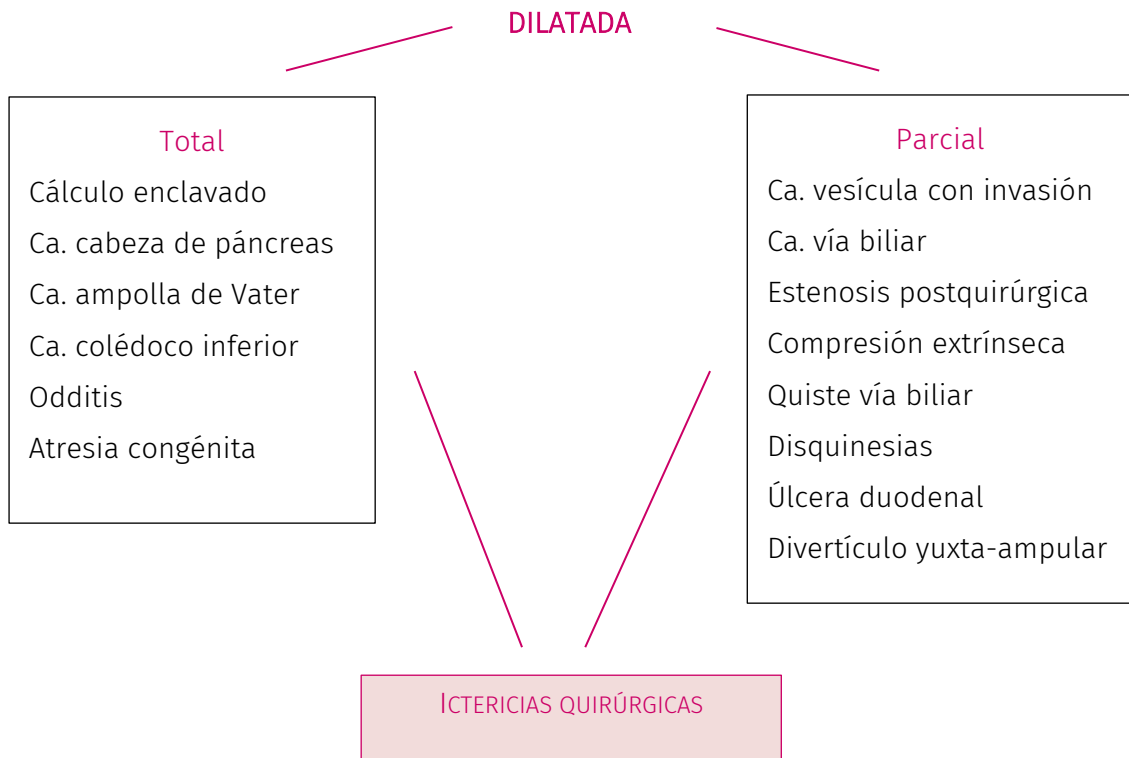 DILATADA
Total
Cálculo enclavado
Ca. cabeza de páncreas
Ca. ampolla de Vater
Ca. colédoco inferior
Odditis
Atresia congénita
Parcial
Ca. vesícula con invasión
Ca. vía biliar
Estenosis postquirúrgica
Compresión extrínseca
Quiste vía biliar
Disquinesias
Úlcera duodenal
Divertículo yuxta-ampular
ICTERICIAS QUIRÚRGICAS